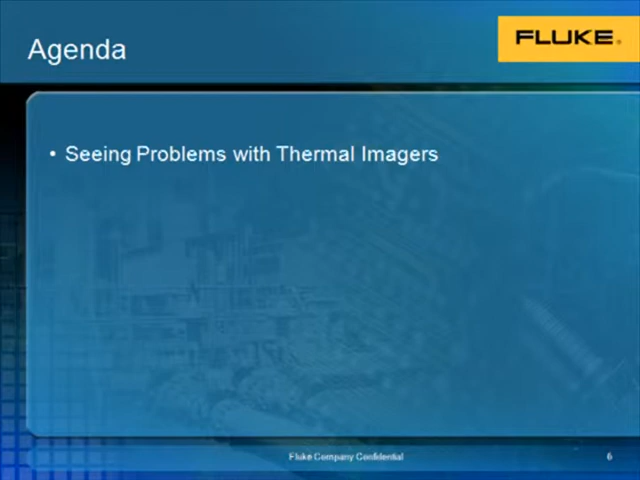 Agenda
FLUKE®
• Seeing Problems with Thermal Imagers
Fluke Company Confidential
6